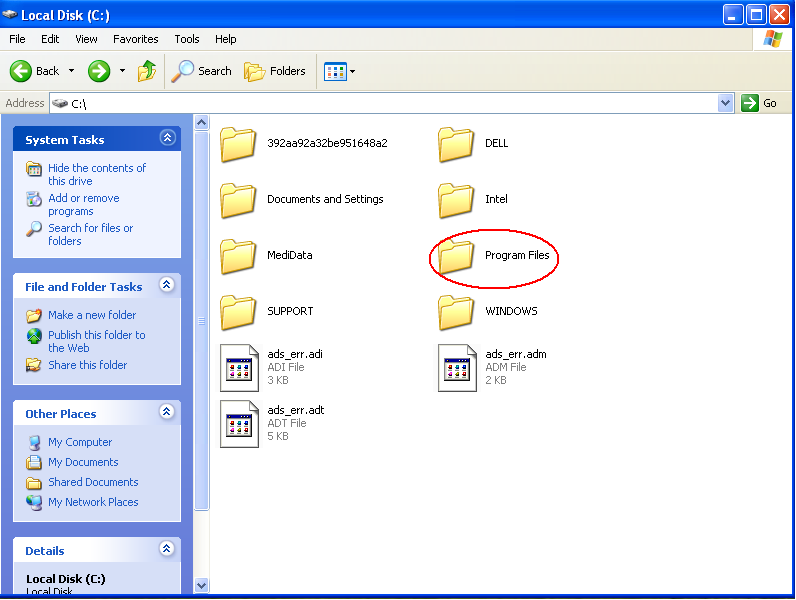 Local Disk (C:)
File Edit View Favorites Tools Help
Back Search Folders
Address C:\ Go
System Tasks
Hide the contents of
this drive
Add or remove
programs
Search for files or
folders
File and Folder Tasks
Make a new folder
Publish this folder to
the Web
Share this folder
Other Places
My Computer
My Documents
Shared Documents
My Network Places
Details
Local Disk (C:)
Local Disk
392aa92a32be951648a2
DELL
Documents and Settings
Intel
MediData
Program Files
SUPPORT
WINDOWS
ads_err.adi
ADI File
3 KB
ads_err.adm
ADM File
2 KB
ads_err.adt
ADT File
5 KB